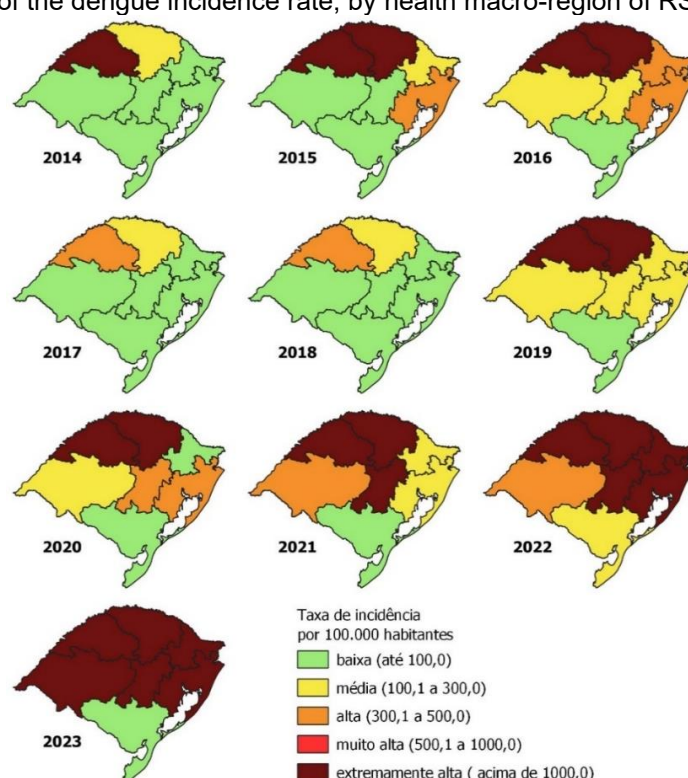 of the dengue incidence rate, by health macro-region of RS
2014
2015
2016
2017
2018
2019
2020
2021
2022
2023
Taxa de incidência
por 100.000 habitantes
baixa (até 100,0)
média (100,1 a 300,0)
alta (300,1 a 500,0)
muito alta (500,1 a 1000,0)
extremamente alta ( acima de 1000,0)